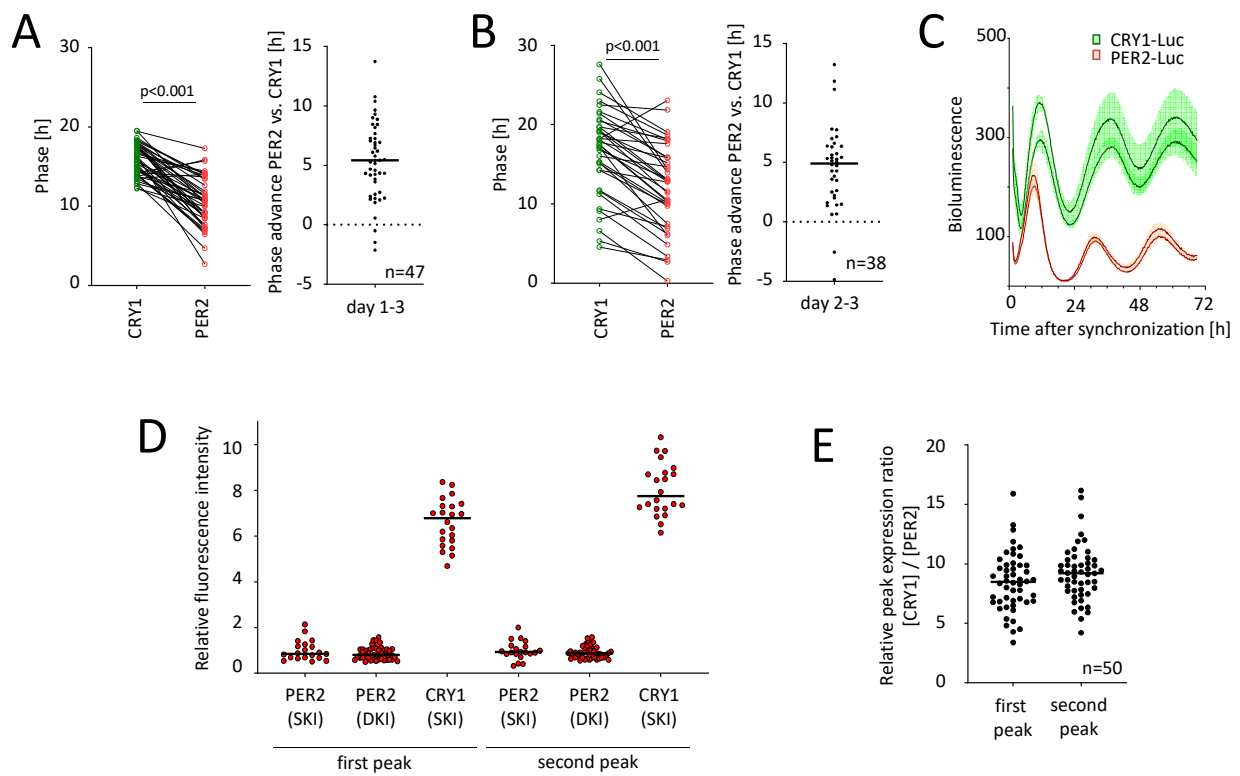 A
30
20
10
0
Phase [h]
p<0.001
CRY1
PER2
Phase advance PER2 vs. CRY1 [h]
15
10
5
0
-5
n=47
day 1-3
B
30
20
10
0
Phase [h]
p<0.001
CRY1
PER2
Phase advance PER2 vs. CRY1 [h]
15
10
5
0
-5
n=38
day 2-3
C
500
300
100
Bioluminescence
CRY1-Luc
PER2-Luc
0 24 48 72
Time after synchronization [h]
D
Relative fluorescence intensity
10
8
6
4
2
0
PER2 PER2 CRY1 PER2 PER2 CRY1
(SKI) (DKI) (SKI) (SKI) (DKI) (SKI)
first peak second peak
E
Relative peak expression ratio
[CRY1] / [PER2]
20
15
10
5
0
n=50
first second
peak peak